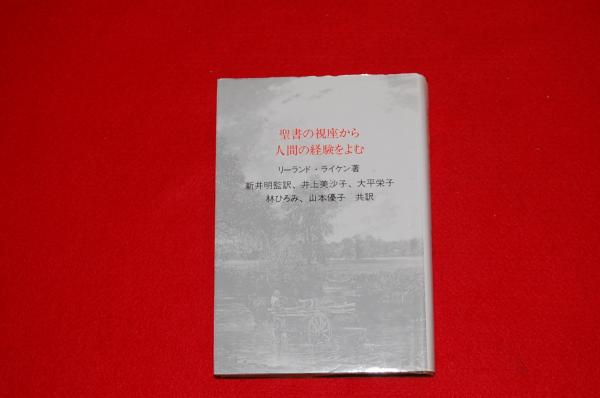 聖書の視座から
人間の経験をよむ
リーランド・ライケン著
新井明監訳、井上美沙子、大平栄子
林ひろみ、山本優子 共訳